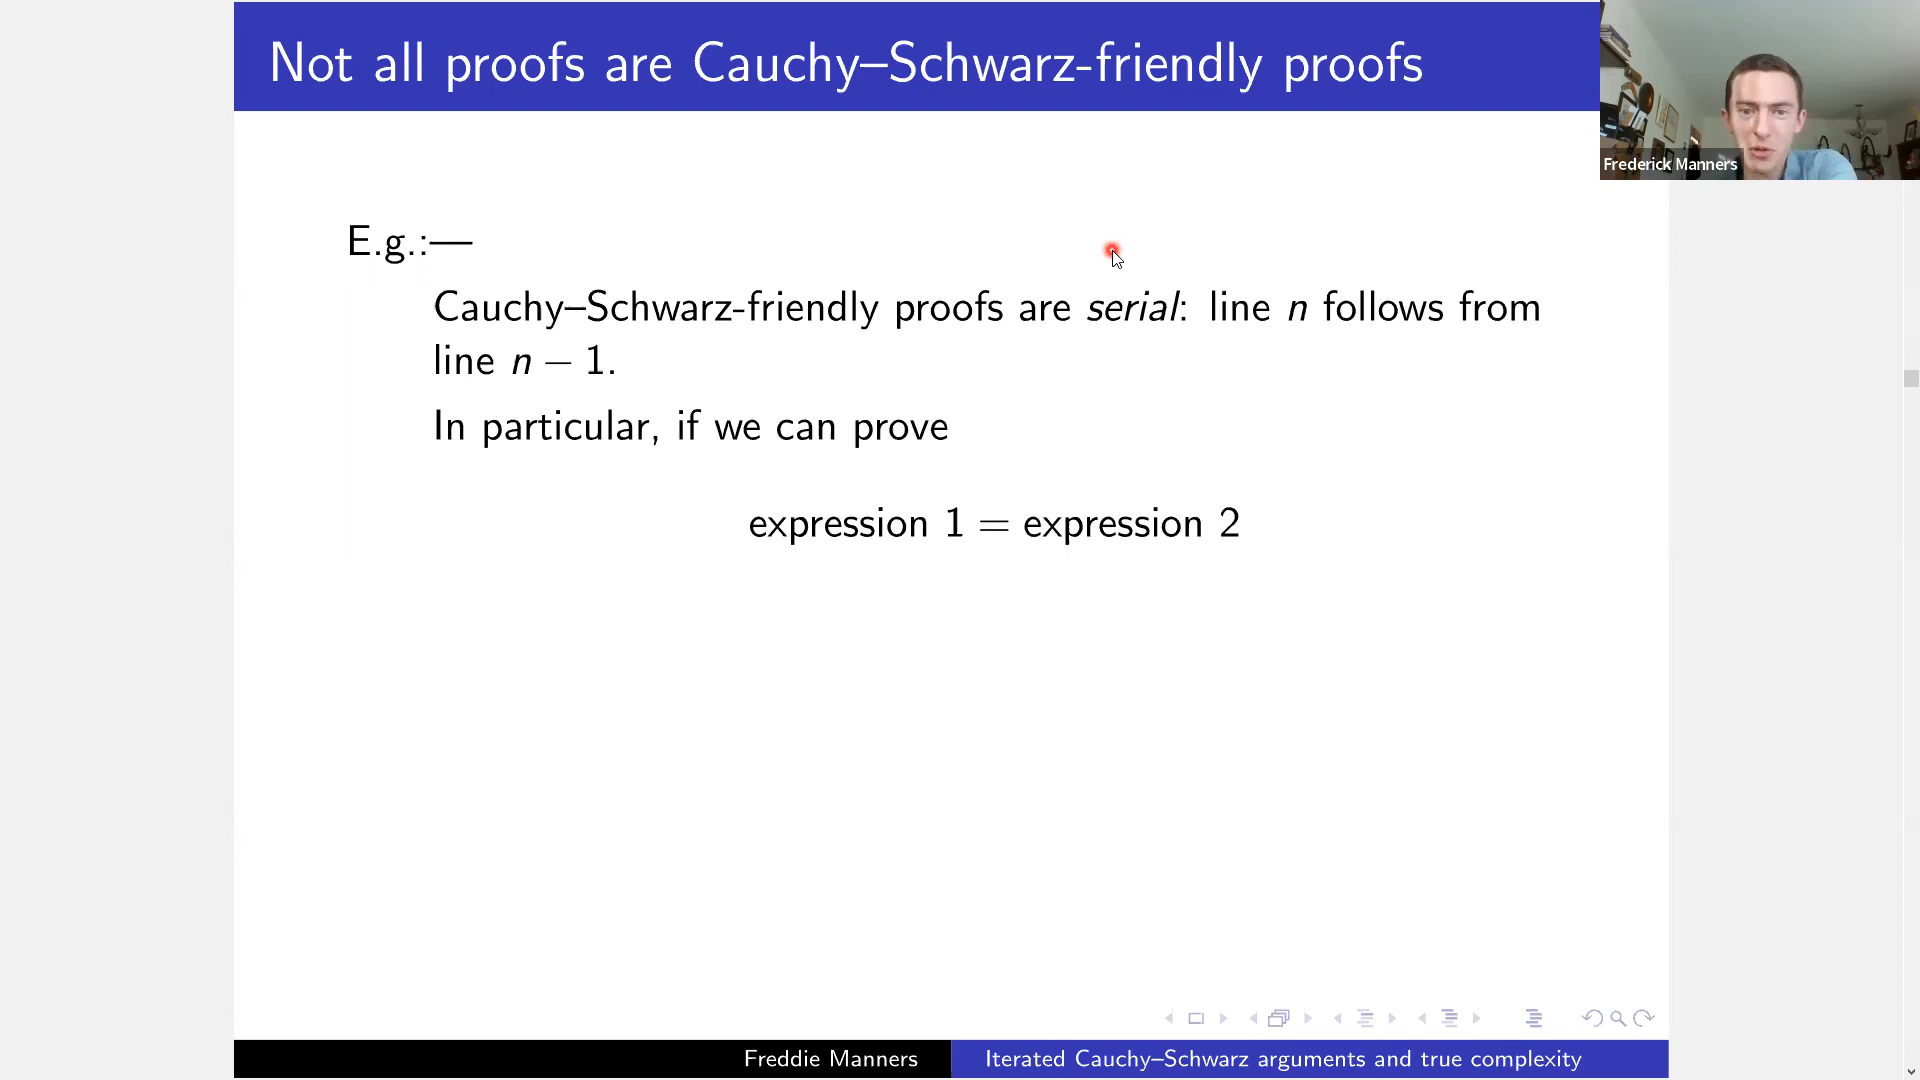 Not all proofs are Cauchy–Schwarz-friendly proofs
Frederick Manners
E.g.:—
Cauchy–Schwarz-friendly proofs are serial: line n follows from
line n − 1.
In particular, if we can prove
expression 1 = expression 2
Freddie Manners
Iterated Cauchy–Schwarz arguments and true complexity